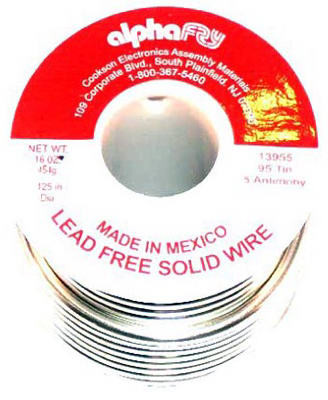 alphaFRY
Cookson Electronics Assembly Materials
109 Corporate Blvd., South Plainfield, NJ
1-800-367-5460
NET WT.
16 OZ.
454g
.125 in
Dia
13955
95 Tin
5 Antimony
MADE IN MEXICO
LEAD FREE SOLID WIRE